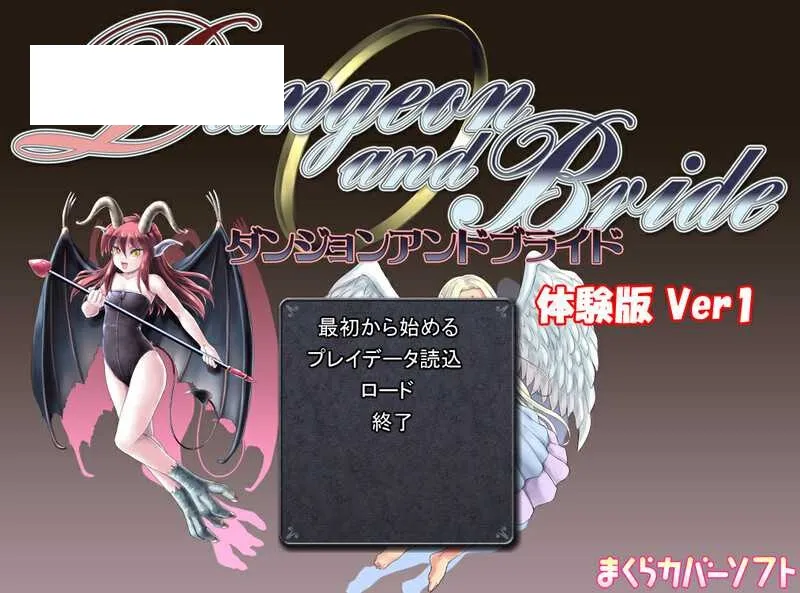 Dungeon
and Bride
ダンジョンアンドブライド
体験版 Ver1
最初から始める
プレイデータ読込
ロード
終了
まくらカバーソフト